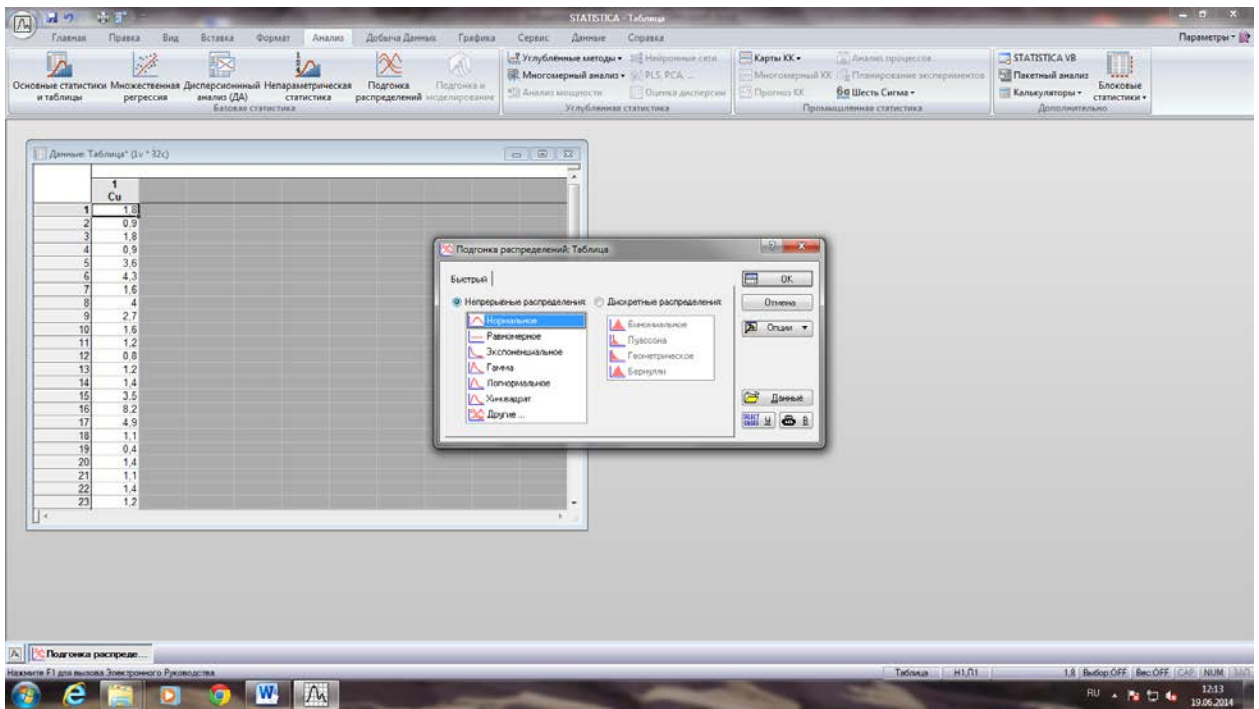 STATISTICA - Таблица
Главная Правка Вид Вставка Формат Анализ Добыча Данных Графика Сервис Данные Справка Параметры
Основные статистики и таблицы
Множественная регрессия
Дисперсионный анализ (ДА)
Непараметрическая статистика
Подгонка распределений
Подгонка и моделирование
Базовая статистика
Углублённые методы
Многомерный анализ
Анализ мощности
Нейронные сети
PLS, PCA, ...
Оценка дисперсии
Углубленная статистика
Карты КК
Многомерный КК
Прогноз КК
Анализ процессов
Планирование экспериментов
6σ Шесть Сигма
Промышленная статистика
STATISTICA VB
Пакетный анализ
Калькуляторы
Блоковые статистики
Дополнительно
Данные: Таблица* (1v * 32c)
1
Cu
1 1,8
2 0,9
3 1,8
4 0,9
5 3,6
6 4,3
7 1,6
8 4
9 2,7
10 1,6
11 1,2
12 0,8
13 1,2
14 1,4
15 3,5
16 8,2
17 4,9
18 1,1
19 0,4
20 1,4
21 1,1
22 1,4
23 1,2
Подгонка распределений: Таблица
Быстрый
Непрерывные распределения:
Нормальное
Равномерное
Экспоненциальное
Гамма
Логнормальное
Хи-квадрат
Другие ...
Дискретные распределения:
Биномиальное
Пуассона
Геометрическое
Бернулли
OK
Отмена
Опции
Данные
SELECT CASES
В
Подгонка распреде...
Нажмите F1 для вызова Электронного Руководства
Таблица Н1,П1 1,8 Выбор:OFF Вес:OFF CAP NUM
RU 12:13
19.06.2014